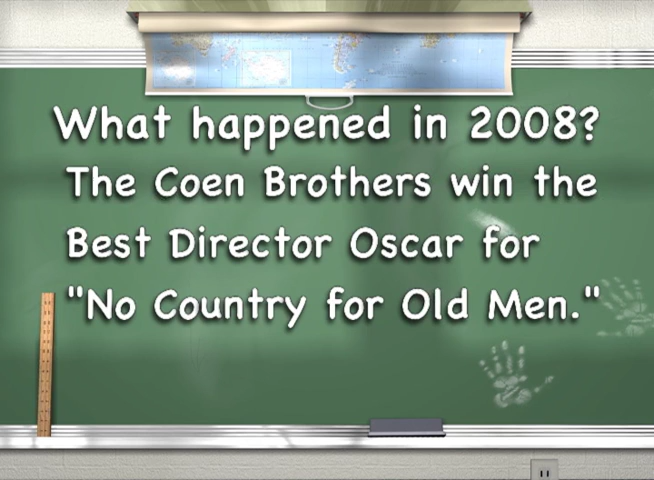 What happened in 2008?
The Coen Brothers win the
Best Director Oscar for
"No Country for Old Men."